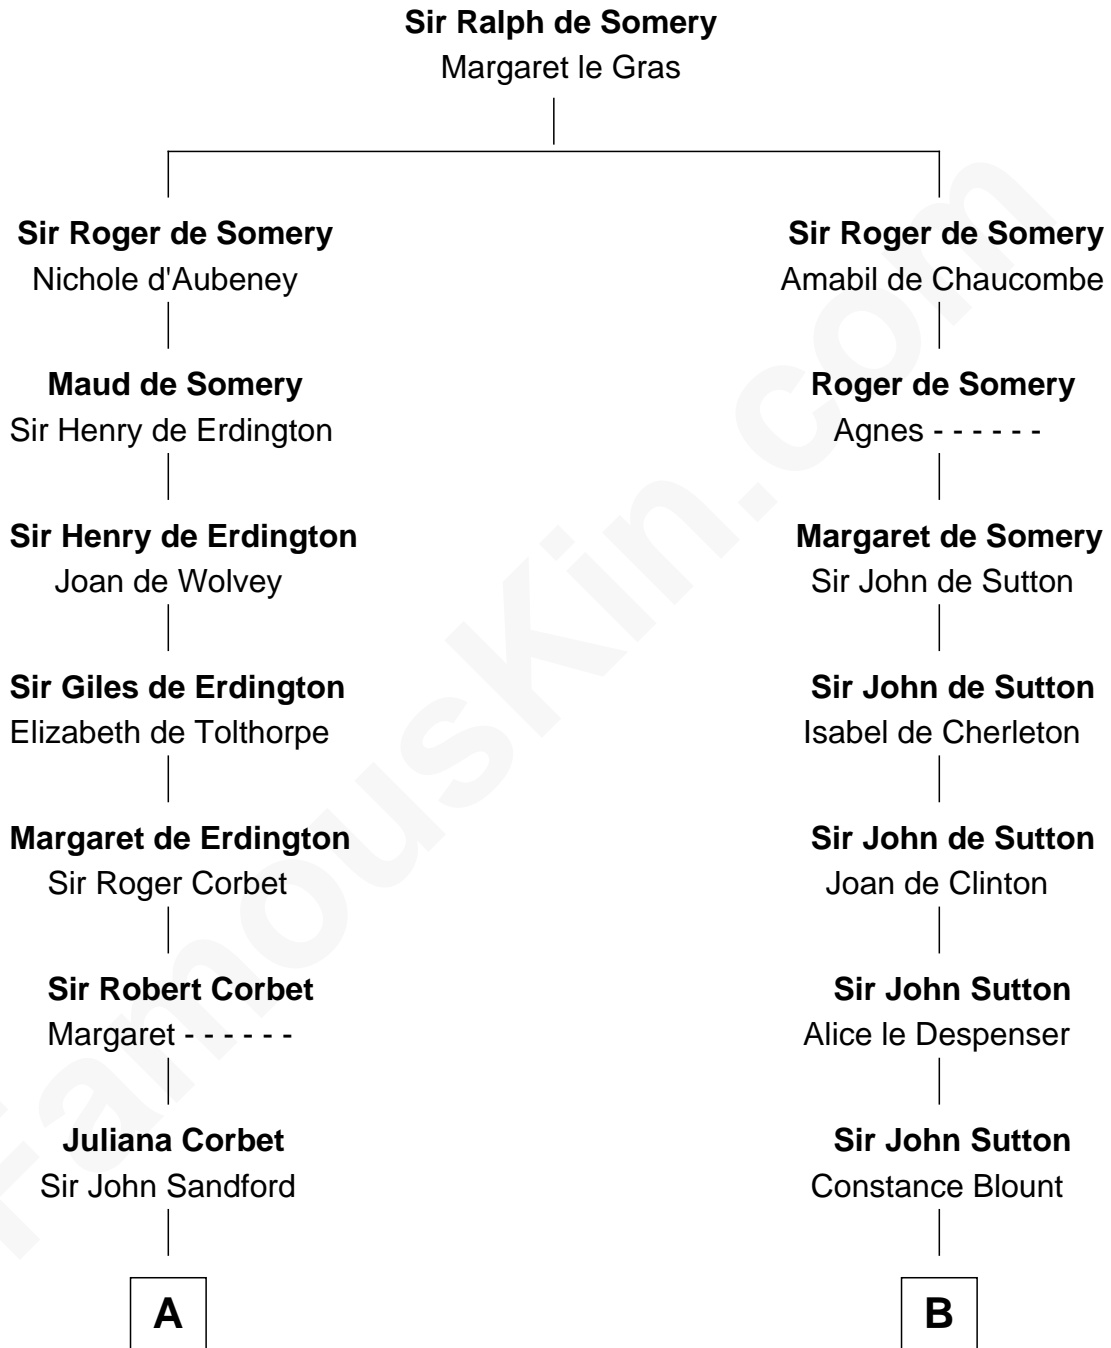 Sir Ralph de Somery
Margaret le Gras
Sir Roger de Somery
Nichole d'Aubeney
Maud de Somery
Sir Henry de Erdington
Sir Henry de Erdington
Joan de Wolvey
Sir Giles de Erdington
Elizabeth de Tolthorpe
Margaret de Erdington
Sir Roger Corbet
Sir Robert Corbet
Margaret - - - - - -
Juliana Corbet
Sir John Sandford
A
Sir Roger de Somery
Amabil de Chaucombe
Roger de Somery
Agnes - - - - - -
Margaret de Somery
Sir John de Sutton
Sir John de Sutton
Isabel de Cherleton
Sir John de Sutton
Joan de Clinton
Sir John Sutton
Alice le Despenser
Sir John Sutton
Constance Blount
B
FamousKin.com